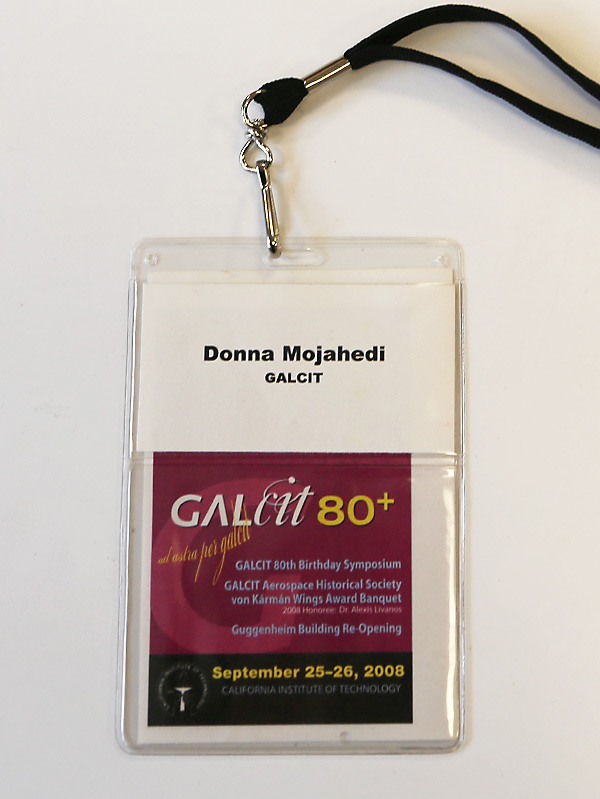 Donna Mojahedi
GALCIT
GALcit 80+
ad astra per galcit
GALCIT 80th Birthday Symposium
GALCIT Aerospace Historical Society
von Kármán Wings Award Banquet
2008 Honoree: Dr. Alexis Livanos
Guggenheim Building Re-Opening
September 25–26, 2008
CALIFORNIA INSTITUTE OF TECHNOLOGY